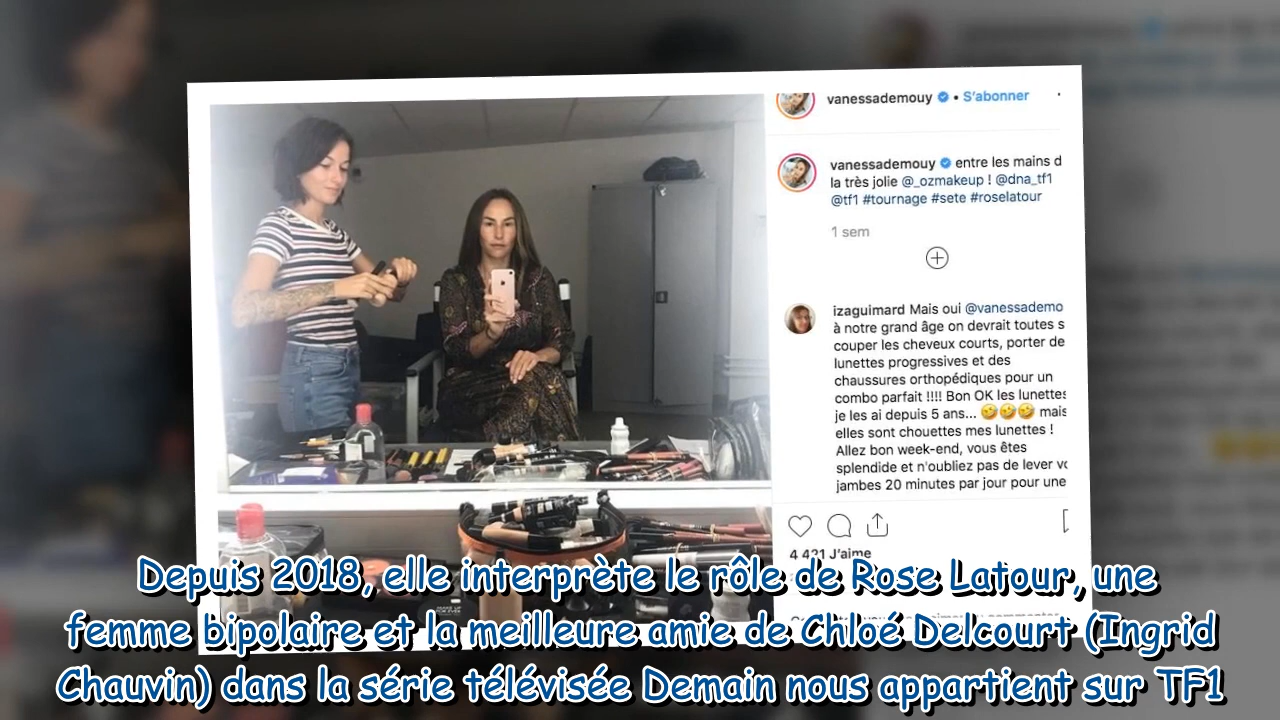 vanessademouy • S'abonner
vanessademouy entre les mains d
la très jolie @_ozmakeup ! @dna_tf1
@tf1 #tournage #sete #roselatour
1 sem
izaguimard Mais oui @vanessademo
à notre grand âge on devrait toutes s
couper les cheveux courts, porter de
lunettes progressives et des
chaussures orthopédiques pour un
combo parfait !!!! Bon OK les lunettes
je les ai depuis 5 ans... 🤣🤣🤣 mais
elles sont chouettes mes lunettes !
Allez bon week-end, vous êtes
splendide et n'oubliez pas de lever vo
jambes 20 minutes par jour pour une
4 421 J'aime
Depuis 2018, elle interprète le rôle de Rose Latour, une
femme bipolaire et la meilleure amie de Chloé Delcourt (Ingrid
Chauvin) dans la série télévisée Demain nous appartient sur TF1